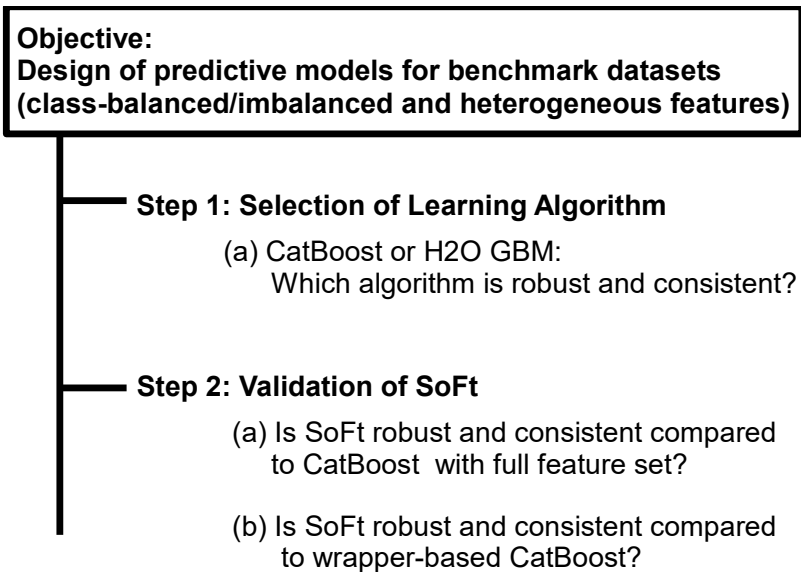 Objective:
Design of predictive models for benchmark datasets
(class-balanced/imbalanced and heterogeneous features)
Step 1: Selection of Learning Algorithm
(a) CatBoost or H2O GBM:
Which algorithm is robust and consistent?
Step 2: Validation of SoFt
(a) Is SoFt robust and consistent compared
to CatBoost with full feature set?
(b) Is SoFt robust and consistent compared
to wrapper-based CatBoost?